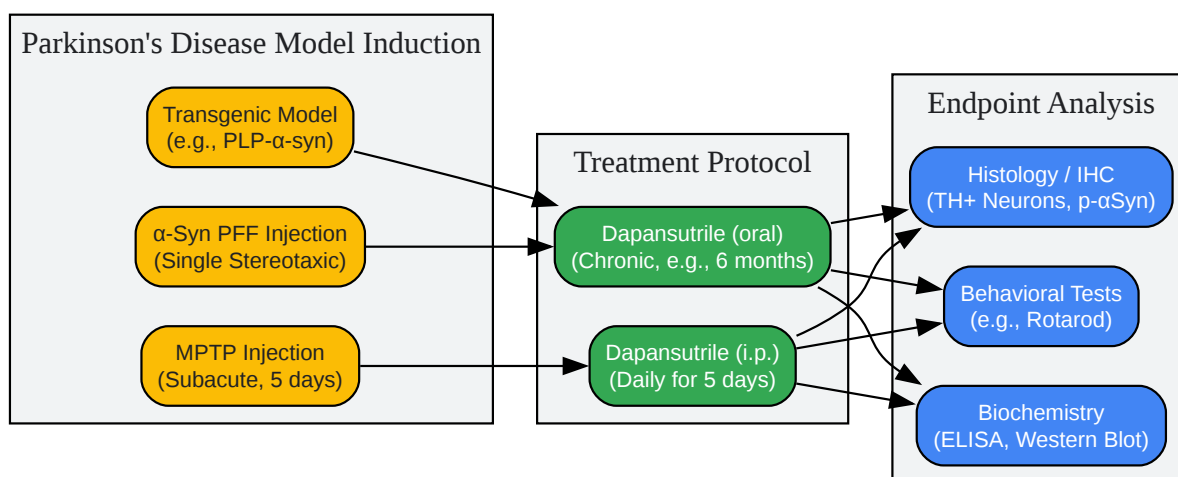 Parkinson's Disease Model Induction
Transgenic Model
(e.g., PLP-α-syn)
α-Syn PFF Injection
(Single Stereotaxic)
MPTP Injection
(Subacute, 5 days)
Treatment Protocol
Dapansutrile (oral)
(Chronic, e.g., 6 months)
Dapansutrile (i.p.)
(Daily for 5 days)
Endpoint Analysis
Histology / IHC
(TH+ Neurons, p-αSyn)
Behavioral Tests
(e.g., Rotarod)
Biochemistry
(ELISA, Western Blot)